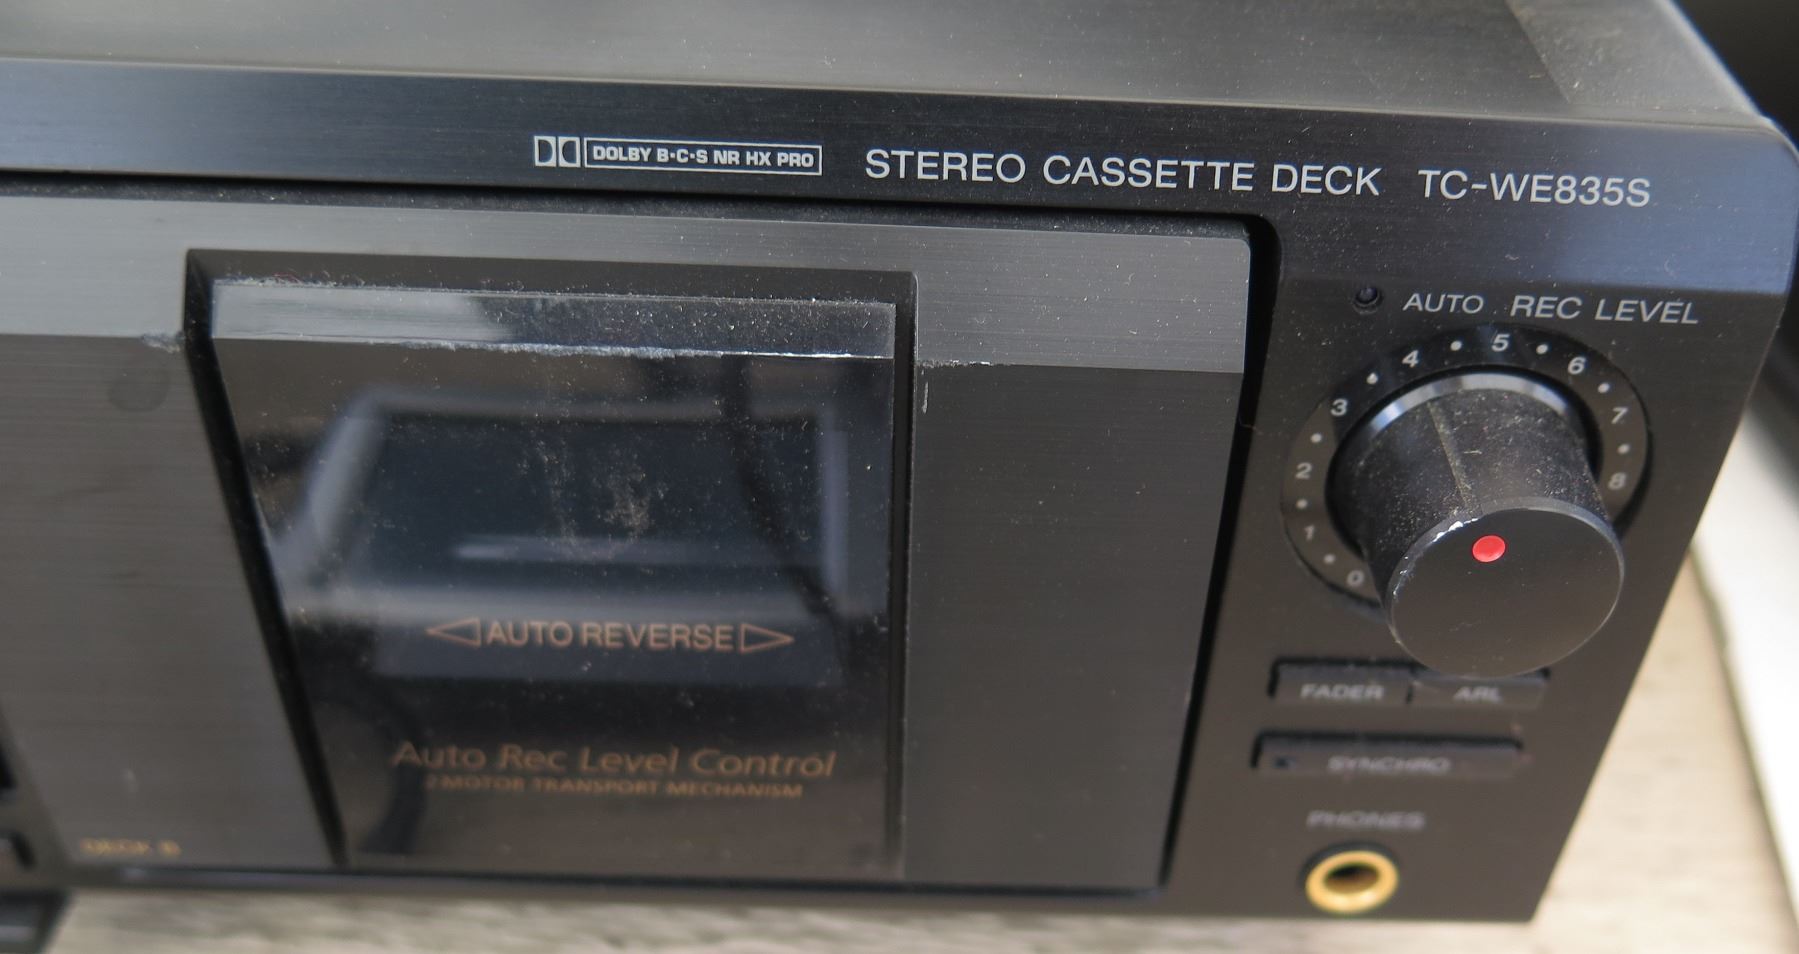 DOLBY B·C·S NR HX PRO STEREO CASSETTE DECK TC-WE835S
AUTO REC LEVEL
0 1 2 3 4 5 6 7 8
◁ AUTO REVERSE ▷
FADER ARL
Auto Rec Level Control
2 MOTOR TRANSPORT MECHANISM
SYNCHRO
PHONES
DECK B